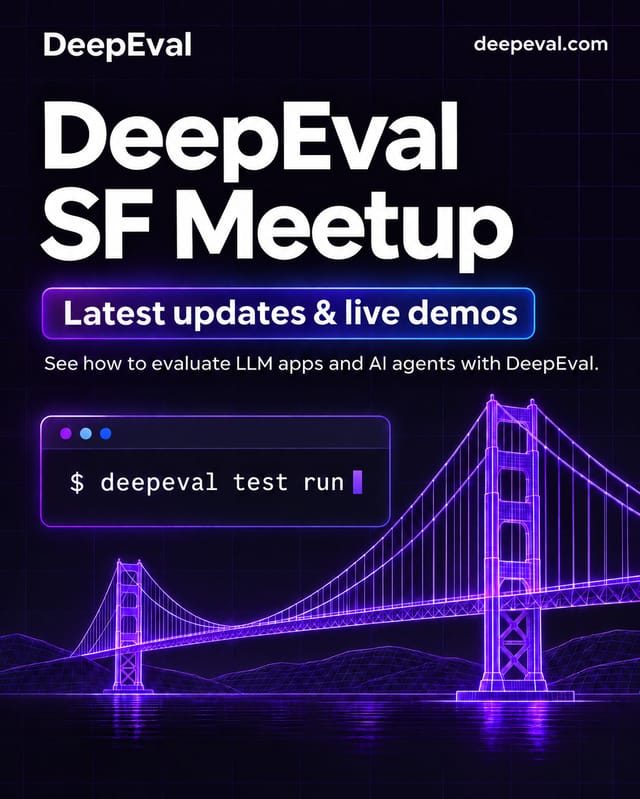 DeepEval
deepeval.com
DeepEval
SF Meetup
Latest updates & live demos
See how to evaluate LLM apps and AI agents with DeepEval.
$ deepeval test run